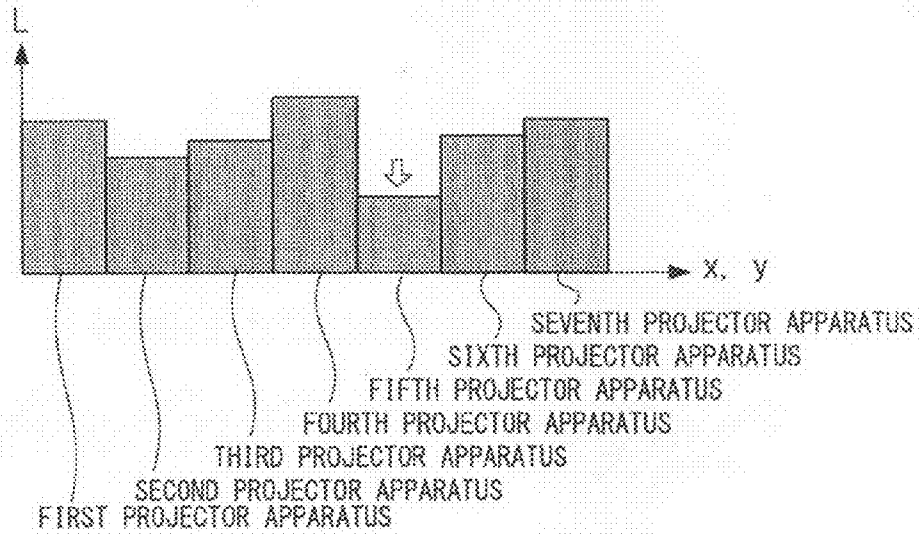 L
x, y
SEVENTH PROJECTOR APPARATUS
SIXTH PROJECTOR APPARATUS
FIFTH PROJECTOR APPARATUS
FOURTH PROJECTOR APPARATUS
THIRD PROJECTOR APPARATUS
SECOND PROJECTOR APPARATUS
FIRST PROJECTOR APPARATUS